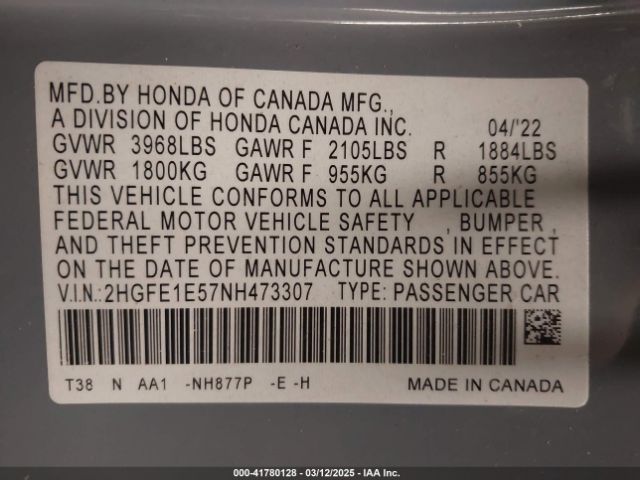 MFD.BY HONDA OF CANADA MFG.,
A DIVISION OF HONDA CANADA INC. 04/'22
GVWR 3968LBS GAWR F 2105LBS R 1884LBS
GVWR 1800KG GAWR F 955KG R 855KG
THIS VEHICLE CONFORMS TO ALL APPLICABLE
FEDERAL MOTOR VEHICLE SAFETY , BUMPER ,
AND THEFT PREVENTION STANDARDS IN EFFECT
ON THE DATE OF MANUFACTURE SHOWN ABOVE.
V.I.N.:2HGFE1E57NH473307 TYPE: PASSENGER CAR
T38 N AA1 -NH877P -E -H MADE IN CANADA
000-41780128 - 03/12/2025 - IAA Inc.